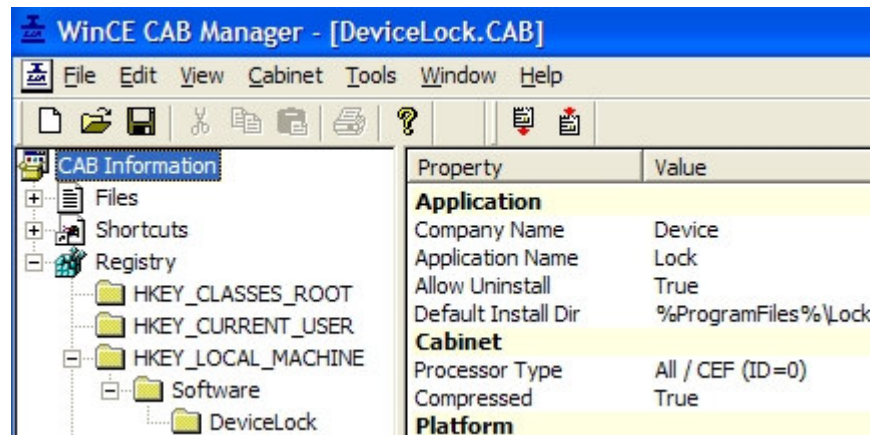 WinCE CAB Manager - [DeviceLock.CAB]
File Edit View Cabinet Tools Window Help
CAB Information
Files
Shortcuts
Registry
HKEY_CLASSES_ROOT
HKEY_CURRENT_USER
HKEY_LOCAL_MACHINE
Software
DeviceLock
Property Value
Application
Company Name Device
Application Name Lock
Allow Uninstall True
Default Install Dir %ProgramFiles%\Lock
Cabinet
Processor Type All / CEF (ID=0)
Compressed True
Platform